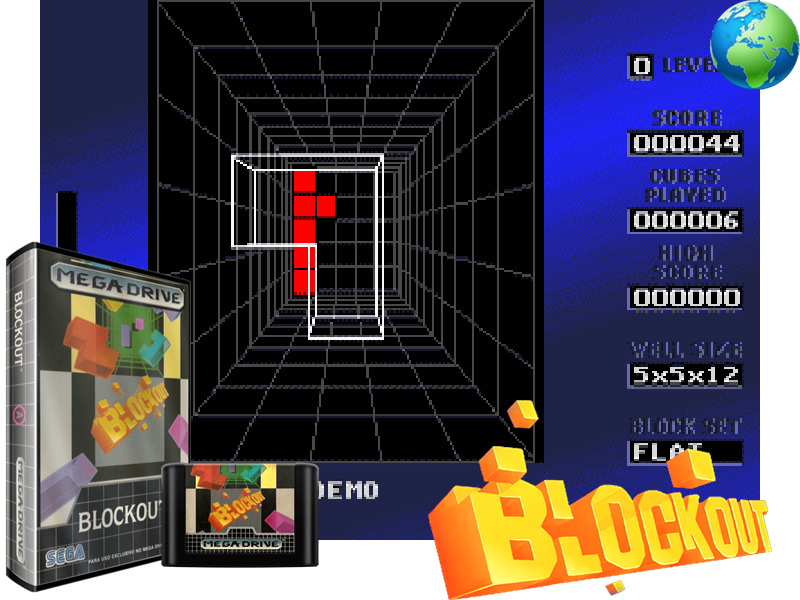 0 LEVEL
SCORE
000044
CUBES
PLAYED
000006
HIGH
SCORE
000000
WELL SIZE
5x5x12
BLOCK SET
FLAT
DEMO
MEGA DRIVE
BLOCKOUT
BLOCKOUT
BLOCKOUT
MEGA DRIVE
SEGA
BLOCKOUT
MEGA DRIVE
BLOCKOUT